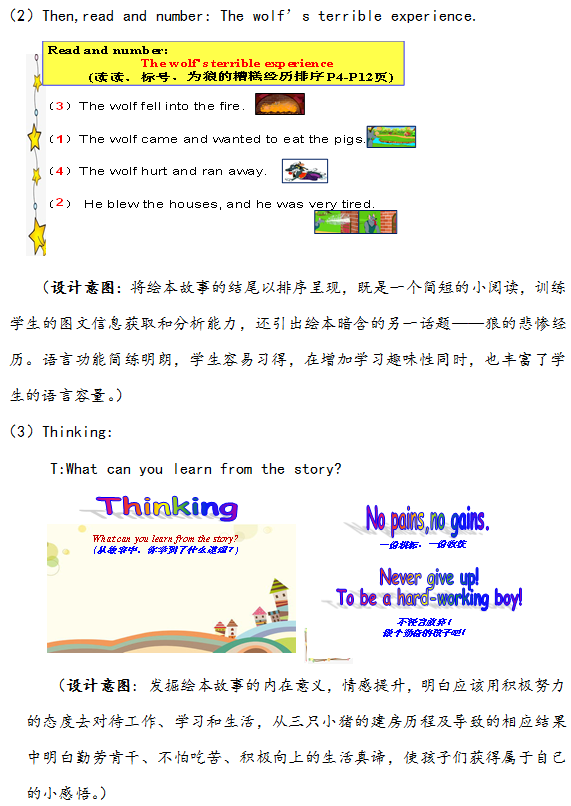 (2) Then,read and number: The wolf’s terrible experience.
Read and number:
The wolf's terrible experience
(读读、标号、为狼的糟糕经历排序P4-P12页)
(3) The wolf fell into the fire.
(1) The wolf came and wanted to eat the pigs.
(4) The wolf hurt and ran away.
(2) He blew the houses, and he was very tired.
(设计意图：将绘本故事的结尾以排序呈现，既是一个简短的小阅读，训练
学生的图文信息获取和分析能力，还引出绘本暗含的另一话题——狼的悲惨经
历。语言功能简练明朗，学生容易习得，在增加学习趣味性同时，也丰富了学
生的语言容量。)
(3) Thinking:
T:What can you learn from the story?
Thinking
What can you learn from the story?
(从故事中，你学到了什么道理？)
No pains,no gains.
一份耕耘，一份收获
Never give up!
To be a hard-working boy!
不轻言放弃！
做个勤奋的孩子吧！
(设计意图：发掘绘本故事的内在意义，情感提升，明白应该用积极努力
的态度去对待工作、学习和生活，从三只小猪的建房历程及导致的相应结果
中明白勤劳肯干、不怕吃苦、积极向上的生活真谛，使孩子们获得属于自已
的小感悟。)